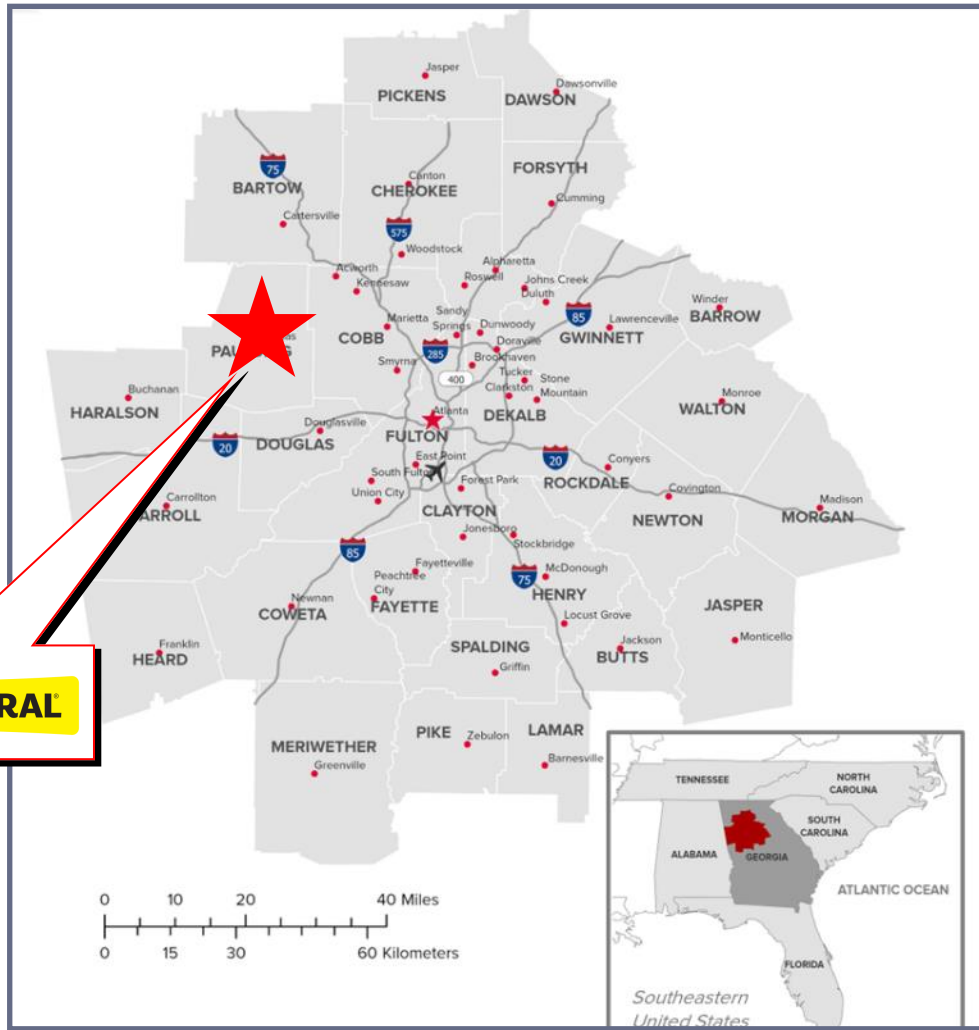 Jasper
PICKENS
Dawsonville
DAWSON
75
BARTOW
Canton
CHEROKEE
FORSYTH
Cumming
Cartersville
575
Woodstock
Acworth
Kennesaw
Alpharetta
Roswell
Johns Creek
Duluth
85
Winder
BARROW
Marietta
COBB
Sandy
Springs
Dunwoody
Doraville
Lawrenceville
GWINNETT
285
Smyrna
Brookhaven
400
Tucker
Clarkston
Stone
Mountain
Buchanan
HARALSON
Monroe
WALTON
Atlanta
DEKALB
Douglasville
DOUGLAS
20
FULTON
East Point
20
Conyers
ROCKDALE
South Fulton
Union City
Forest Park
CLAYTON
Covington
NEWTON
Madison
MORGAN
Carrollton
Jonesboro
Stockbridge
85
Fayetteville
Peachtree
City
FAYETTE
75
McDonough
HENRY
Newnan
COWETA
Locust Grove
JASPER
Monticello
Franklin
HEARD
SPALDING
Griffin
Jackson
BUTTS
RAL®
MERIWETHER
Greenville
PIKE
Zebulon
LAMAR
Barnesville
0 10 20 40 Miles
0 15 30 60 Kilometers
TENNESSEE
NORTH
CAROLINA
SOUTH
CAROLINA
ALABAMA
GEORGIA
ATLANTIC OCEAN
FLORIDA
Southeastern
United States